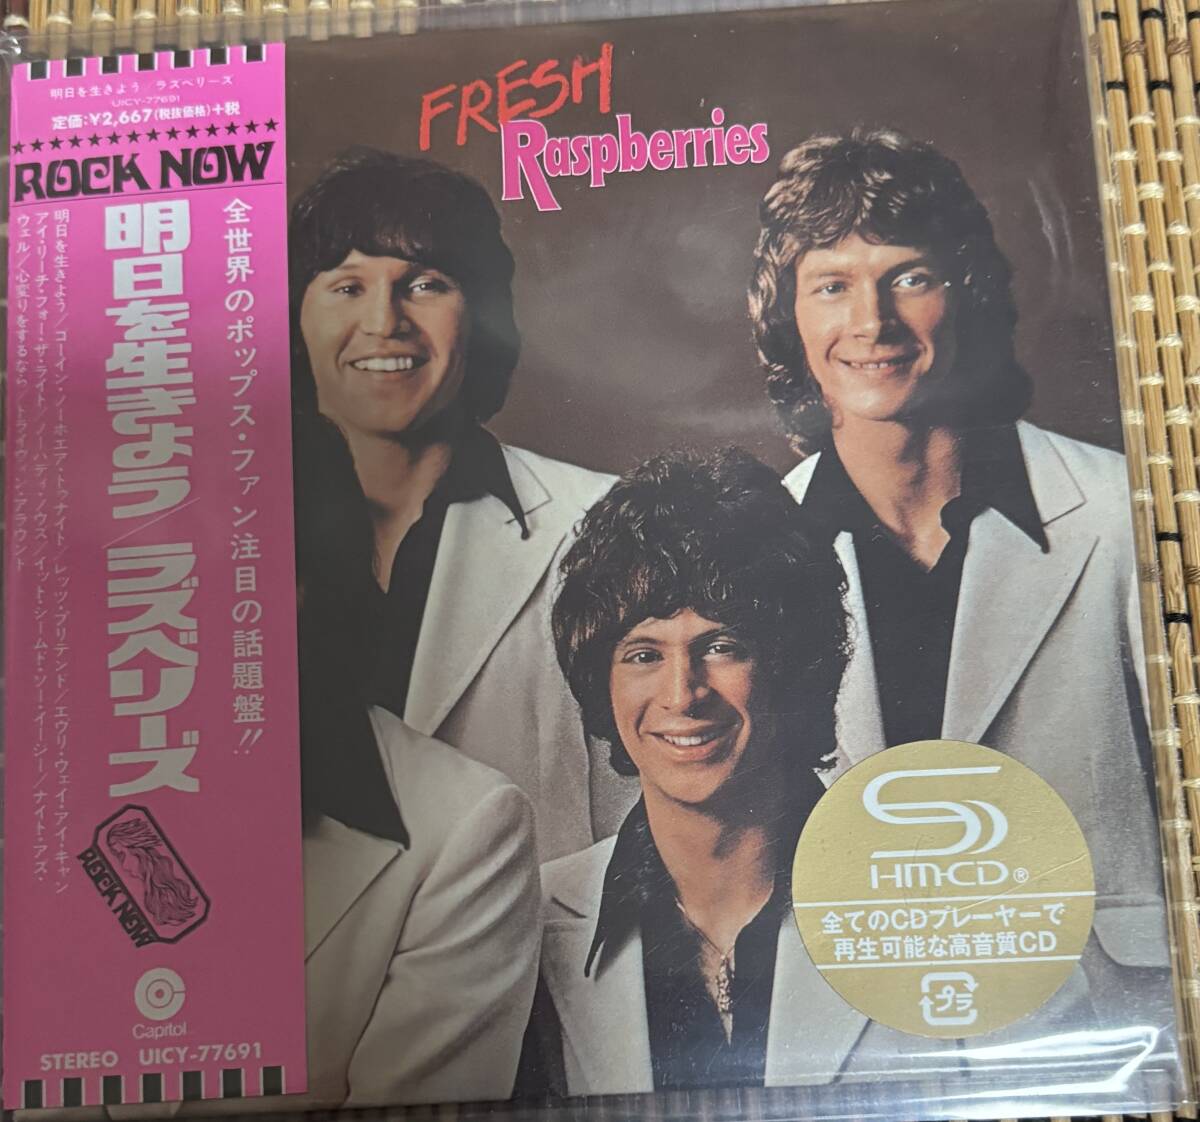 明日を生きよう/ラズベリーズ
UICY-77691
定価:¥2,667(税抜価格)+税
ROCK NOW
全世界のポップス・ファン注目の話題盤!!
明日を生きよう/ラズベリーズ
明日を生きよう/ゴーイン・ノーホエア・トゥナイト/レッツ・プリテンド/エヴリ・ウェイ・アイ・キャン
アイ・リーチ・フォー・ザ・ライト/ノーバディ・ノウズ/イット・シームド・ソー・イージー/ナイト・アズ・
ウェル/心変りをするなら/ドライヴィン・アラウンド
ROCK NOW
Capitol
STEREO UICY-77691
FRESH
Raspberries
SHM-CD®
全てのCDプレーヤーで
再生可能な高音質CD
プラ